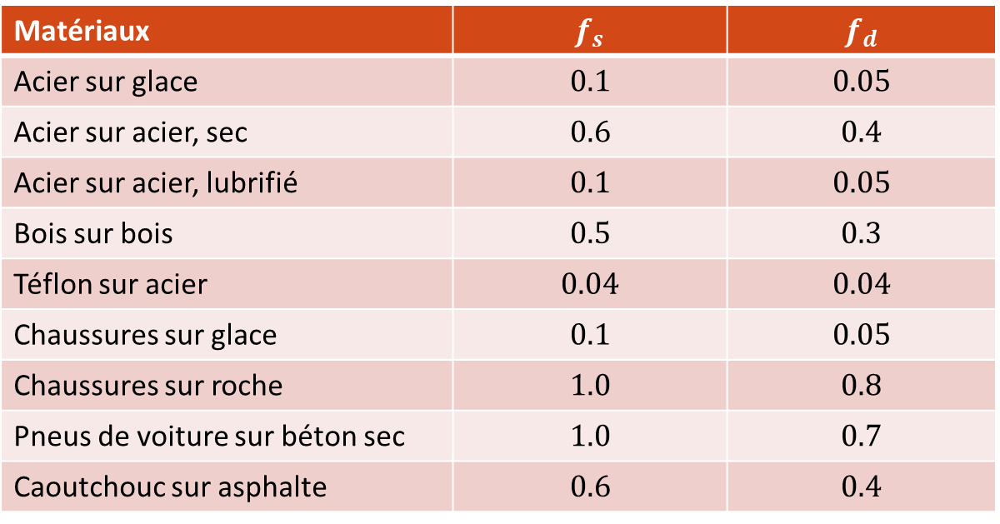 Matériaux f_s f_d
Acier sur glace 0.1 0.05
Acier sur acier, sec 0.6 0.4
Acier sur acier, lubrifié 0.1 0.05
Bois sur bois 0.5 0.3
Téflon sur acier 0.04 0.04
Chaussures sur glace 0.1 0.05
Chaussures sur roche 1.0 0.8
Pneus de voiture sur béton sec 1.0 0.7
Caoutchouc sur asphalte 0.6 0.4